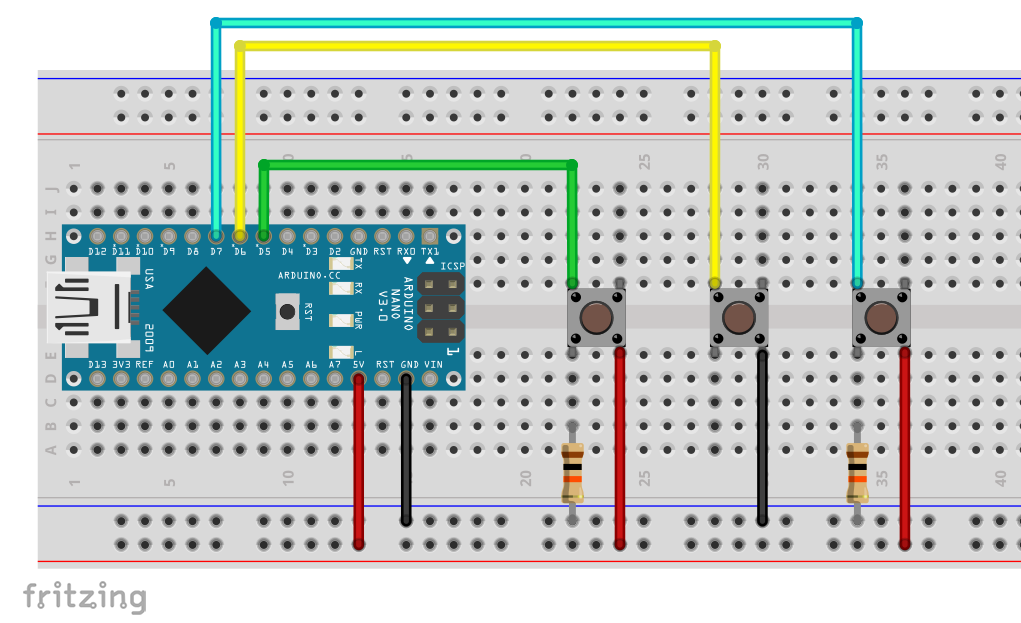 1 5 10 15 20 25 30 35 40
J
I
H
G
D12 D11 D10 D9 D8 D7 D6 D5 D4 D3 D2 GND RST RX0 TX1
TX
RX
PWR
L
ARDUINO.CC
RST
ARDUINO
NANO
V3.0
ICSP
1
USA
2009
D13 3V3 REF A0 A1 A2 A3 A4 A5 A6 A7 5V RST GND VIN
E
D
C
B
A
1 5 10 20 25 35 40
fritzing